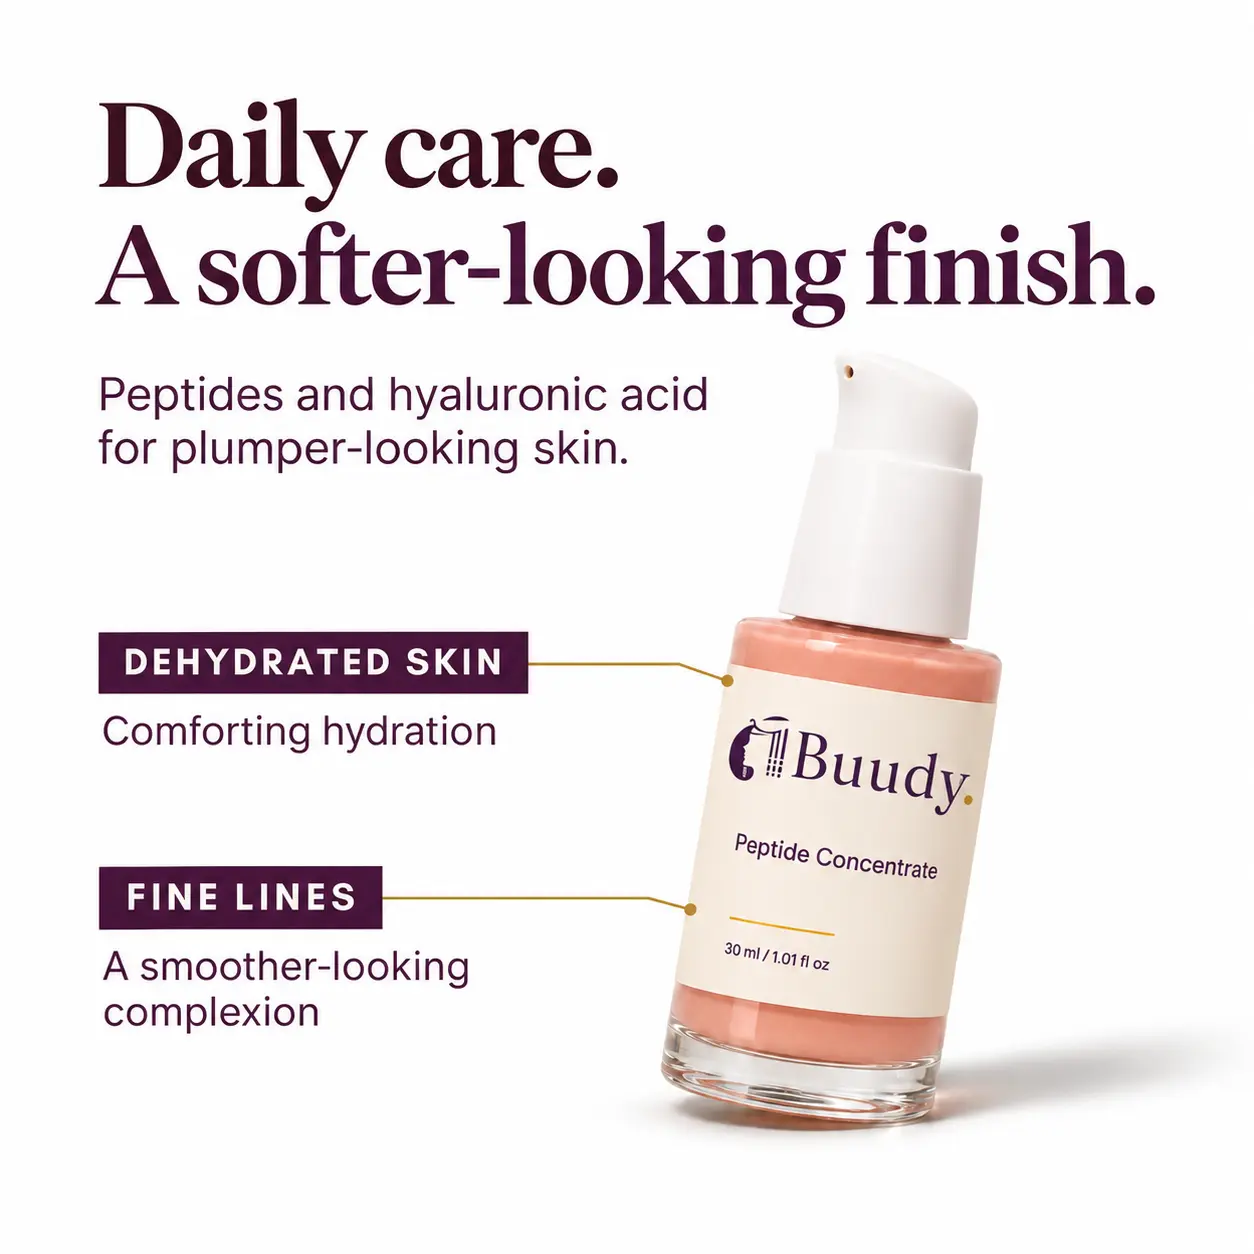 Daily care.
A softer-looking finish.
Peptides and hyaluronic acid
for plumper-looking skin.
DEHYDRATED SKIN
Comforting hydration
FINE LINES
A smoother-looking
complexion
Buudy.
Peptide Concentrate
30 ml / 1.01 fl oz